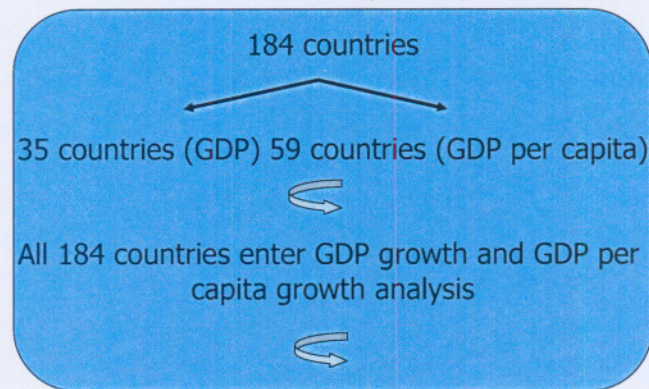 184 countries
35 countries (GDP) 59 countries (GDP per capita)
All 184 countries enter GDP growth and GDP per
capita growth analysis